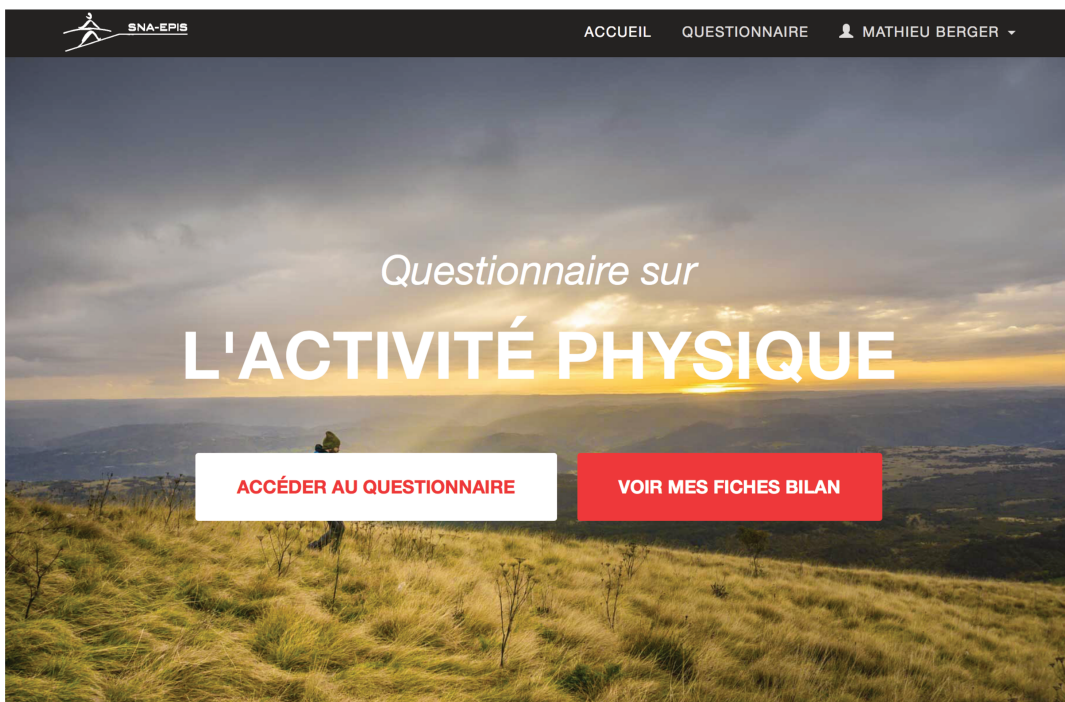 SNA-EPIS
ACCUEIL QUESTIONNAIRE MATHIEU BERGER
Questionnaire sur
L'ACTIVITÉ PHYSIQUE
ACCÉDER AU QUESTIONNAIRE VOIR MES FICHES BILAN